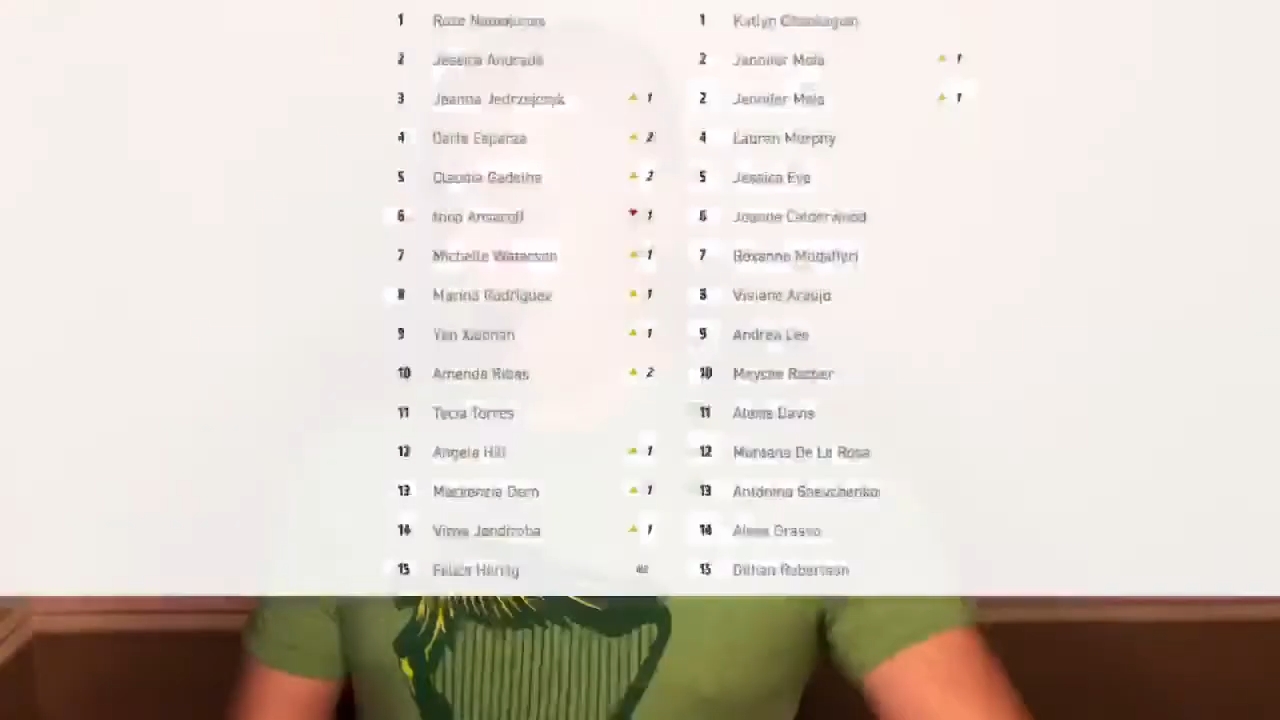 1 Rose Namajunas
2 Jessica Andrade
3 Joanna Jedrzejczyk 1
4 Carla Esparza 2
5 Claudia Gadelha 2
6 1
7 Michelle Waterson 1
8 Marina Rodriguez 1
9 Yan Xiaonan 1
10 Amanda Ribas 2
11 Tecia Torres
12 Angela Hill 1
13 Mackenzie Dern 1
14 Virna Jandiroba 1
15 Felice Herrig
1 Katlyn Chookagian
2 Jennifer Maia 1
2 Jennifer Maia 1
4 Lauren Murphy
5 Jessica Eye
6 Joanne Calderwood
7 Roxanne Modafferi
8 Viviane Araujo
9 Andrea Lee
10 Maycee Barber
11 Alexis Davis
12 Montana De La Rosa
13 Antonina Shevchenko
14 Alexa Grasso
15 Gillian Robertson